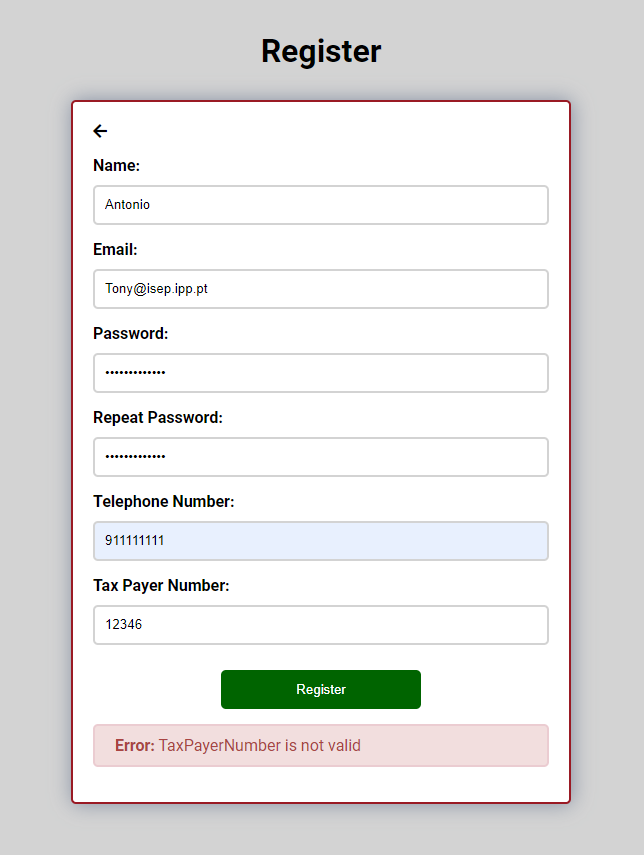 Register
Name:
Antonio
Email:
Tony@isep.ipp.pt
Password:
•••••••••••••
Repeat Password:
•••••••••••••
Telephone Number:
911111111
Tax Payer Number:
12346
Register
Error: TaxPayerNumber is not valid